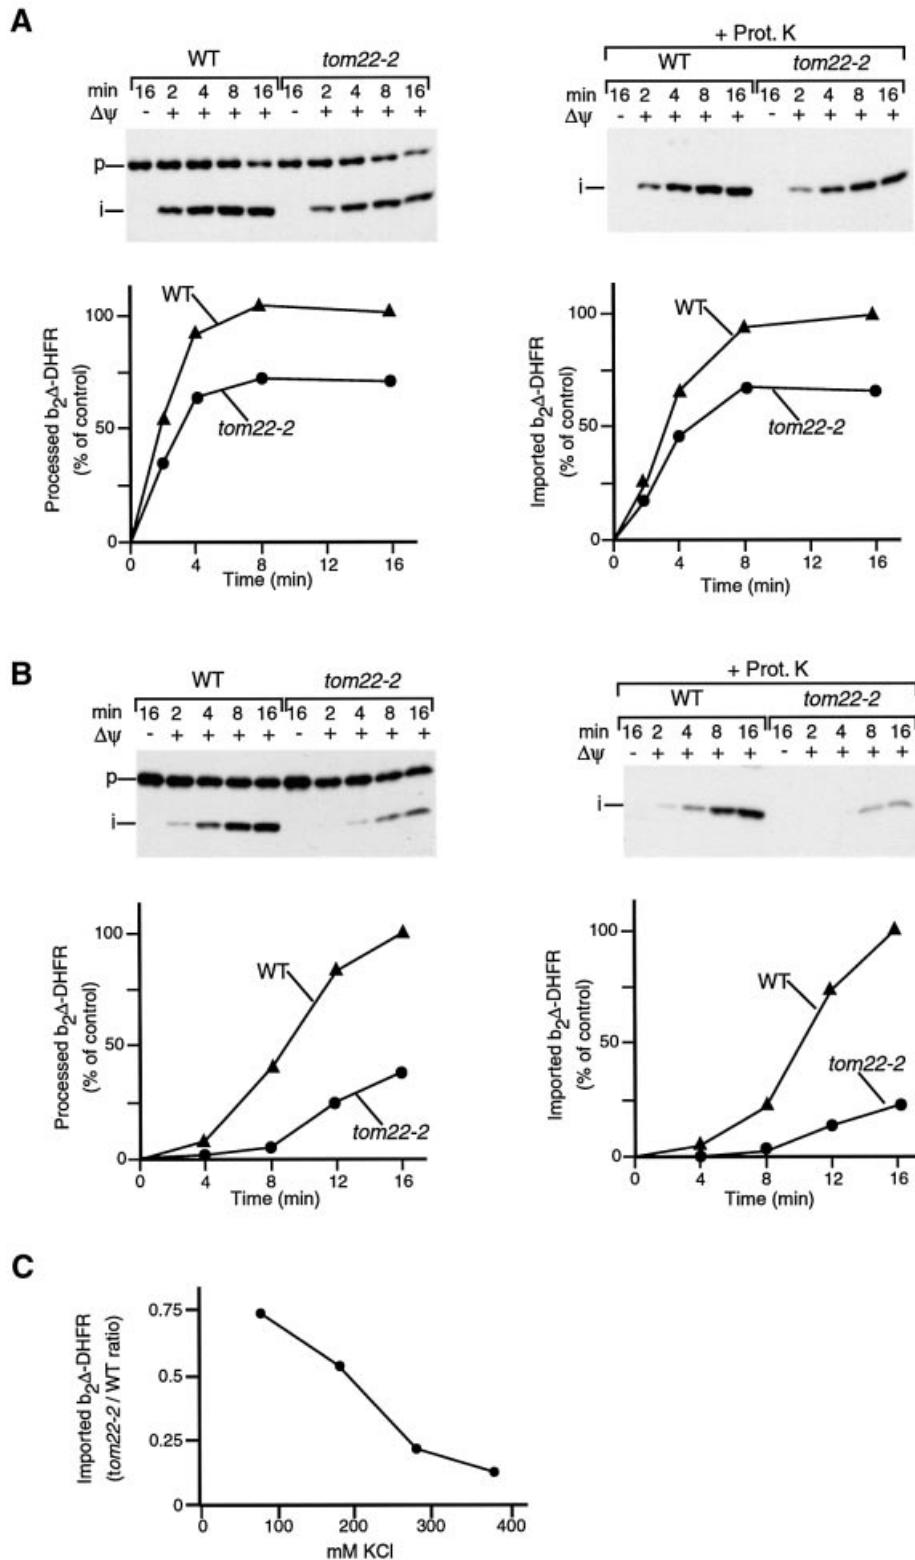 A
+ Prot. K
WT tom22-2
min 16 2 4 8 16 16 2 4 8 16
Δψ - + + + + - + + + +
p
i
WT tom22-2
min 16 2 4 8 16 16 2 4 8 16
Δψ - + + + + - + + + +
i
Processed b2Δ-DHFR
(% of control)
100
50
0
WT
tom22-2
0 4 8 12 16
Time (min)
Imported b2Δ-DHFR
(% of control)
100
50
0
WT
tom22-2
0 4 8 12 16
Time (min)
B
WT tom22-2
min 16 2 4 8 16 16 2 4 8 16
Δψ - + + + + - + + + +
p
i
+ Prot. K
WT tom22-2
min 16 2 4 8 16 16 2 4 8 16
Δψ - + + + + - + + + +
i
Processed b2Δ-DHFR
(% of control)
100
50
0
WT
tom22-2
0 4 8 12 16
Time (min)
Imported b2Δ-DHFR
(% of control)
100
50
0
WT
tom22-2
0 4 8 12 16
Time (min)
C
Imported b2Δ-DHFR
(tom22-2 / WT ratio)
0.75
0.5
0.25
0
0 100 200 300 400
mM KCl